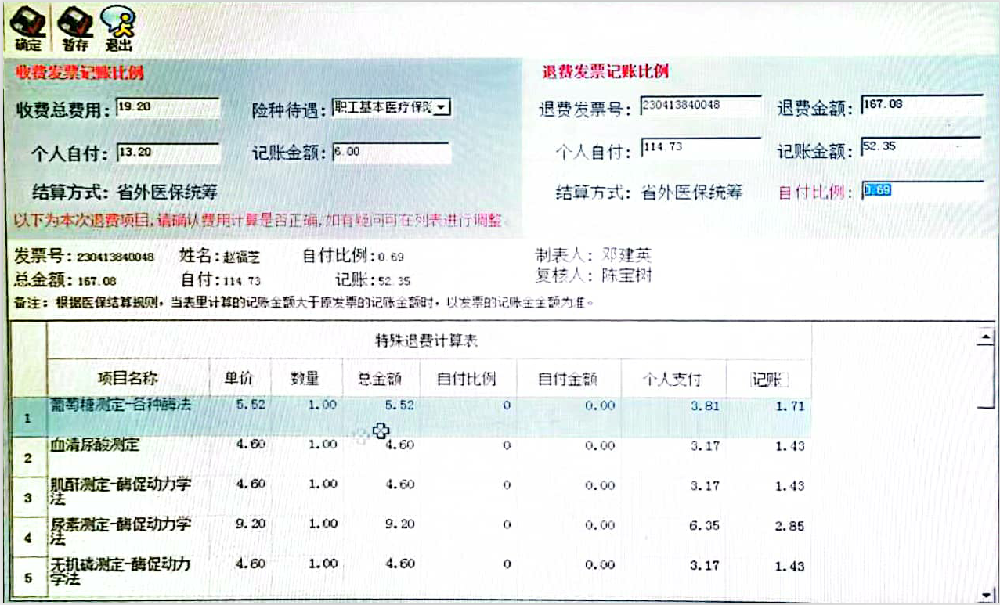 确定 暂存 退出
收费发票记账比例
收费总费用: 19.20 险种待遇: 职工基本医疗保险
个人自付: 13.20 记账金额: 6.00
结算方式: 省外医保统筹
以下为本次退费项目,请确认费用计算是否正确,如有疑问可在列表进行调整。
退费发票记账比例
退费发票号: 230413840048 退费金额: 167.08
个人自付: 114.73 记账金额: 52.35
结算方式: 省外医保统筹 自付比例: 0.69
发票号: 230413840048 姓名: 赵福芝 自付比例: 0.69 制表人: 邓建英
总金额: 167.08 自付: 114.73 记账: 52.35 复核人: 陈宝树
备注: 根据医保结算规则, 当表里计算的记账金额大于原发票的记账金额时, 以发票的记账金金额为准。
特殊退费计算表
项目名称 单价 数量 总金额 自付比例 自付金额 个人支付 记账
1 葡萄糖测定-各种酶法 5.52 1.00 5.52 0 0.00 3.81 1.71
2 血清尿酸测定 4.60 1.00 4.60 0 0.00 3.17 1.43
3 肌酐测定-酶促动力学 4.60 1.00 4.60 0 0.00 3.17 1.43
法
4 尿素测定-酶促动力学 9.20 1.00 9.20 0 0.00 6.35 2.85
法
5 无机磷测定-酶促动力 4.60 1.00 4.60 0 0.00 3.17 1.43
学法